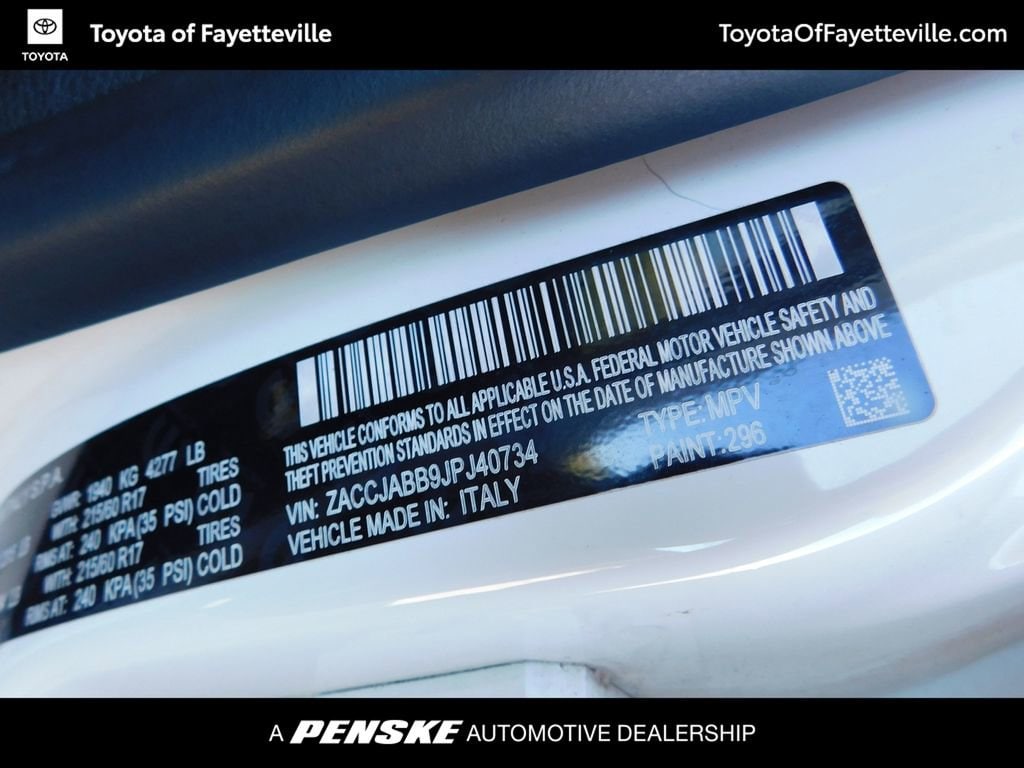 TOYOTA
Toyota of Fayetteville
ToyotaOfFayetteville.com
S.P.A.
GVWR: 1940 KG 4277 LB
WITH: 215/60 R17 TIRES
RIMS AT: 240 KPA(35 PSI) COLD
WITH: 215/60 R17 TIRES
RIMS AT: 240 KPA(35 PSI) COLD
LB
LB
THIS VEHICLE CONFORMS TO ALL APPLICABLE U.S.A. FEDERAL MOTOR VEHICLE SAFETY AND
THEFT PREVENTION STANDARDS IN EFFECT ON THE DATE OF MANUFACTURE SHOWN ABOVE
VIN: ZACCJABB9JPJ40734
TYPE: MPV
VEHICLE MADE IN: ITALY
PAINT: 296
A PENSKE AUTOMOTIVE DEALERSHIP